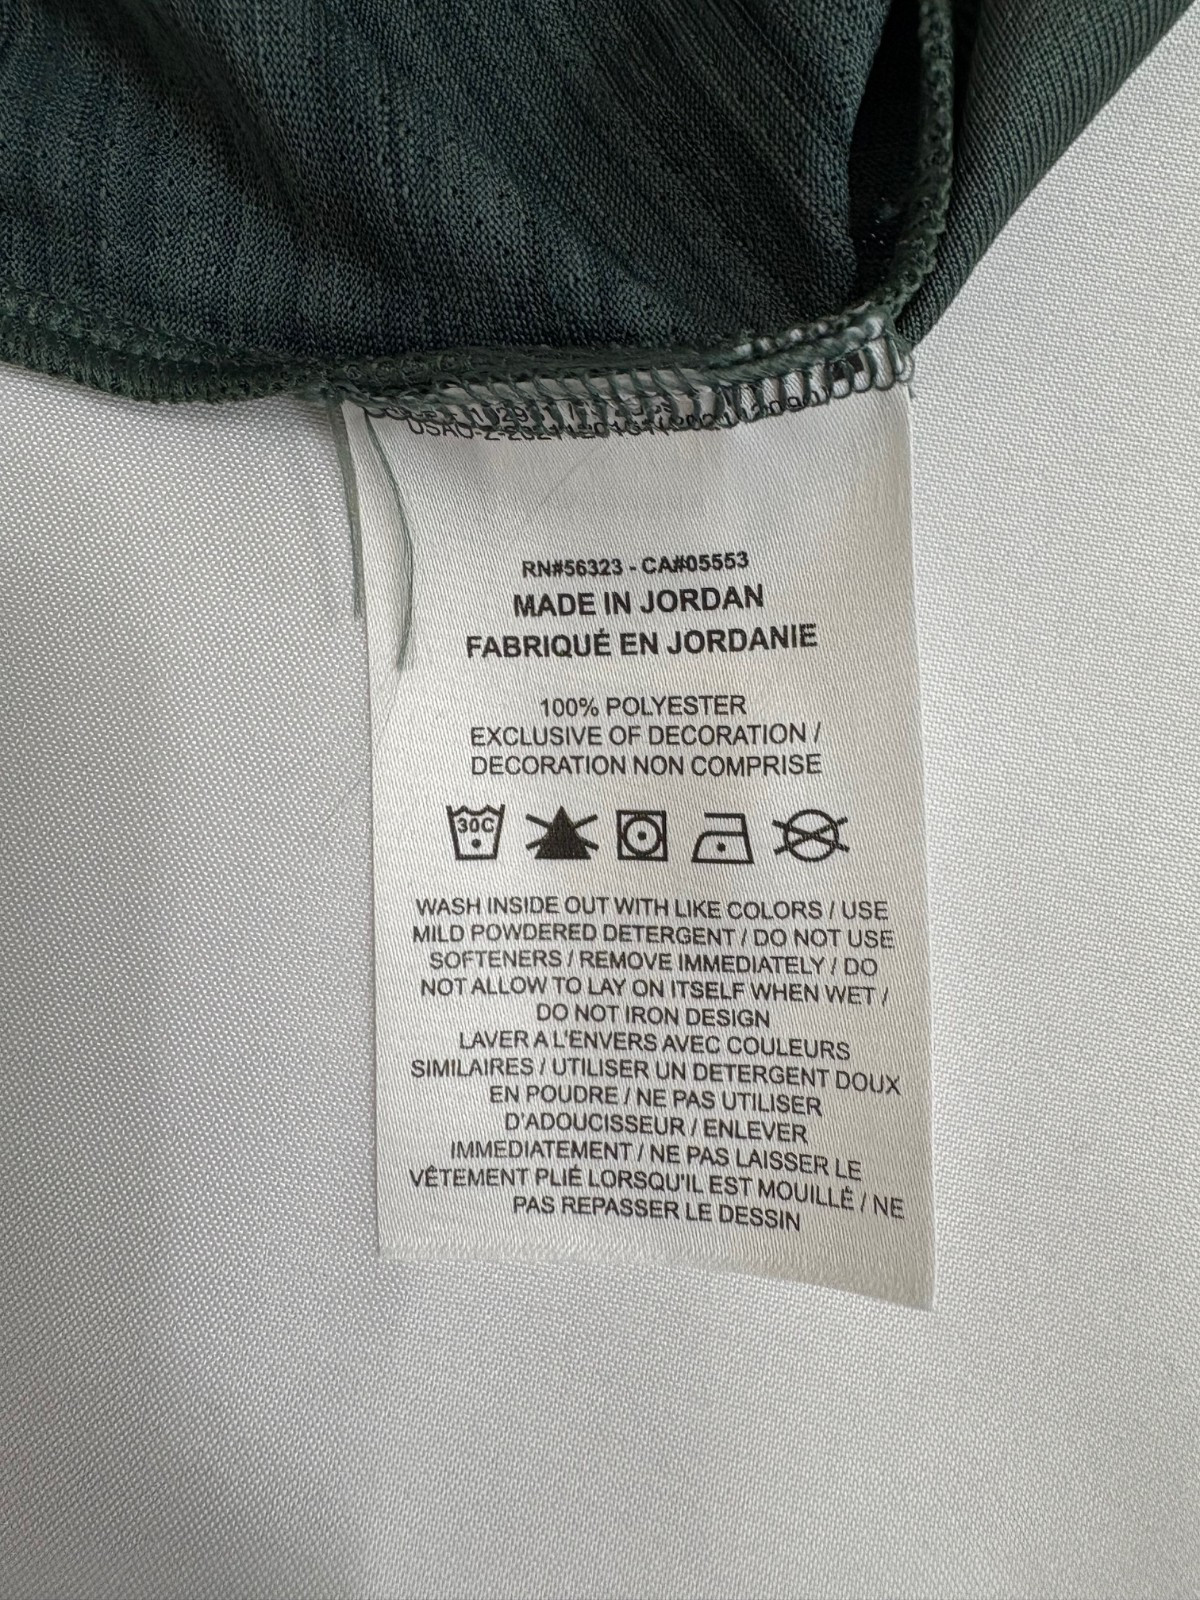 RN#56323 - CA#05553
MADE IN JORDAN
FABRIQUÉ EN JORDANIE
100% POLYESTER
EXCLUSIVE OF DECORATION /
DECORATION NON COMPRISE
30C
WASH INSIDE OUT WITH LIKE COLORS / USE
MILD POWDERED DETERGENT / DO NOT USE
SOFTENERS / REMOVE IMMEDIATELY / DO
NOT ALLOW TO LAY ON ITSELF WHEN WET /
DO NOT IRON DESIGN
LAVER A L'ENVERS AVEC COULEURS
SIMILAIRES / UTILISER UN DETERGENT DOUX
EN POUDRE / NE PAS UTILISER
D'ADOUCISSEUR / ENLEVER
IMMEDIATEMENT / NE PAS LAISSER LE
VÊTEMENT PLIÉ LORSQU'IL EST MOUILLÉ / NE
PAS REPASSER LE DESSIN